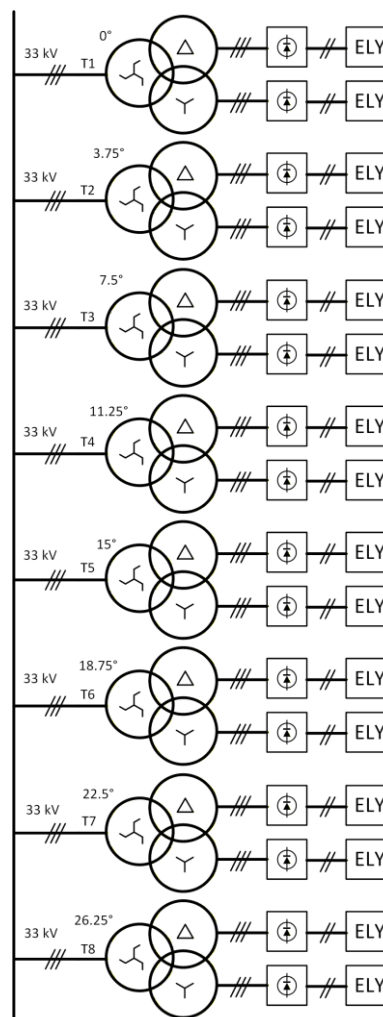 0°
33 kV
T1
ELY
ELY
3.75°
33 kV
T2
ELY
ELY
7.5°
33 kV
T3
ELY
ELY
11.25°
33 kV
T4
ELY
ELY
15°
33 kV
T5
ELY
ELY
18.75°
33 kV
T6
ELY
ELY
22.5°
33 kV
T7
ELY
ELY
26.25°
33 kV
T8
ELY
ELY